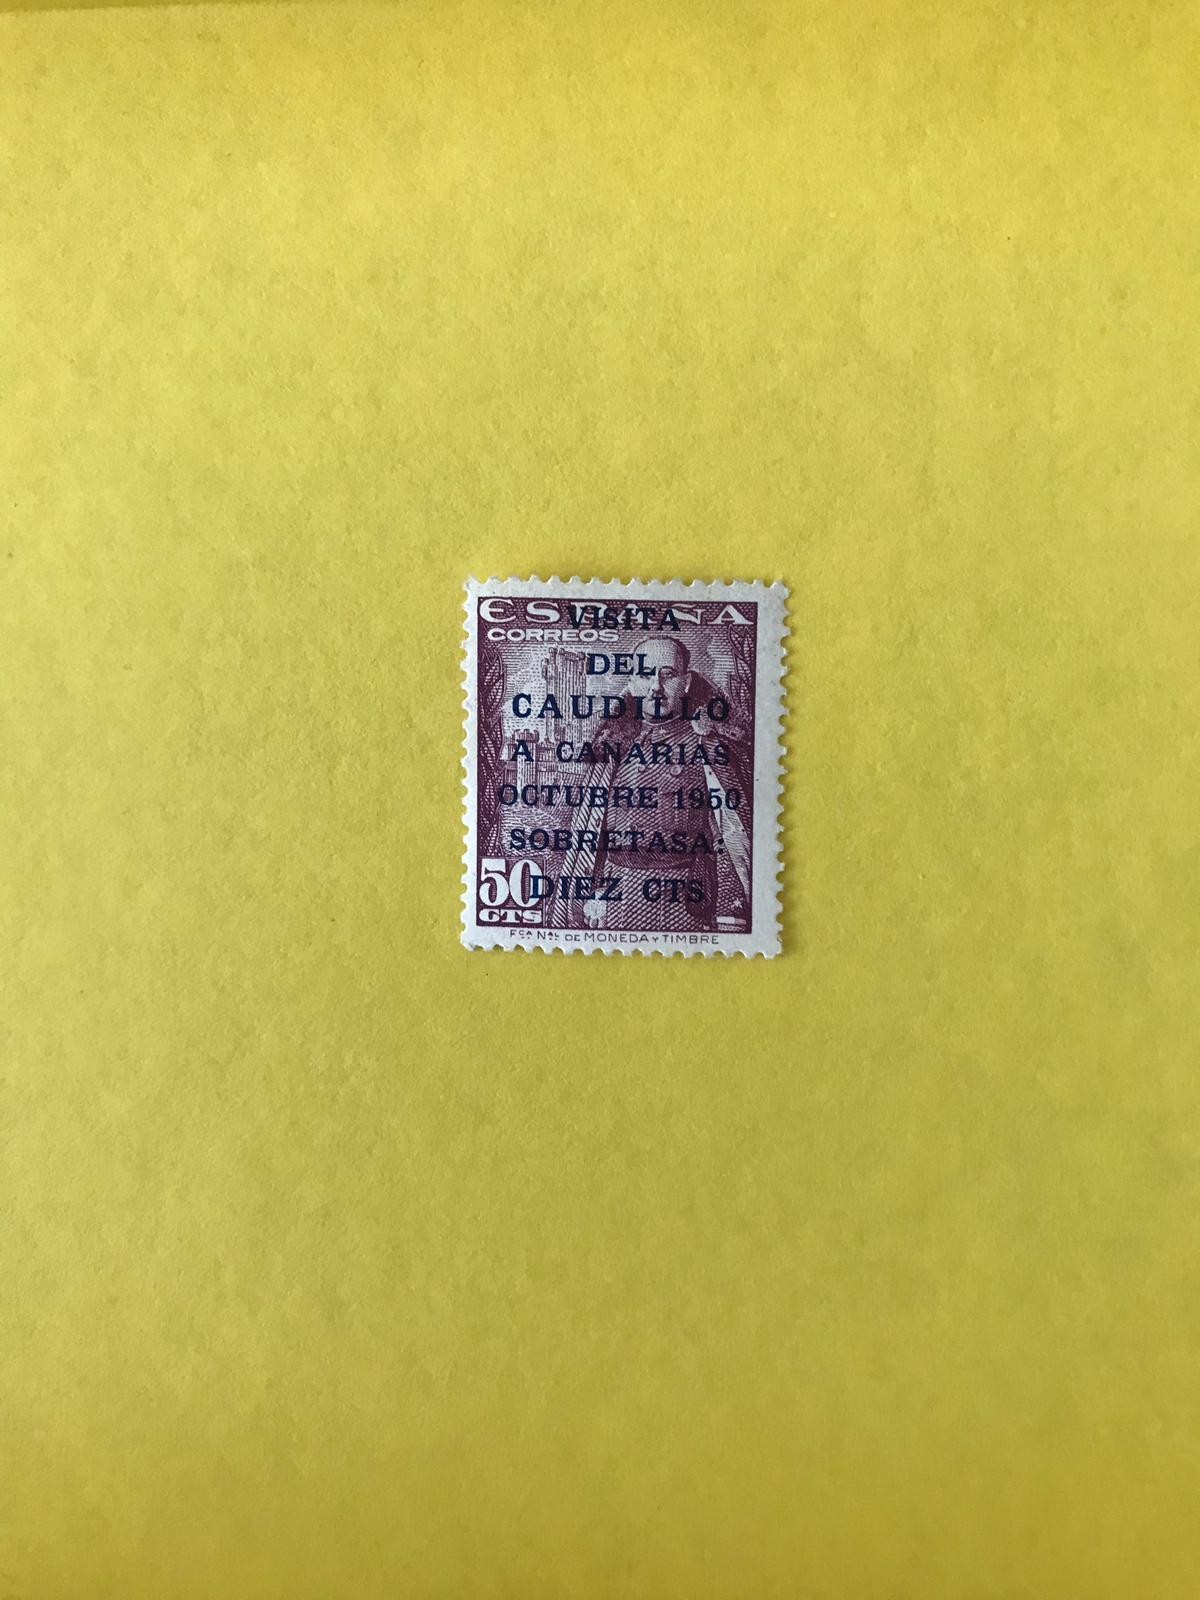 ESPAÑA
CORREOS
VISITA
DEL
CAUDILLO
A CANARIAS
OCTUBRE 1950
SOBRETASA:
DIEZ CTS
50
CTS
FCA NAL DE MONEDA Y TIMBRE